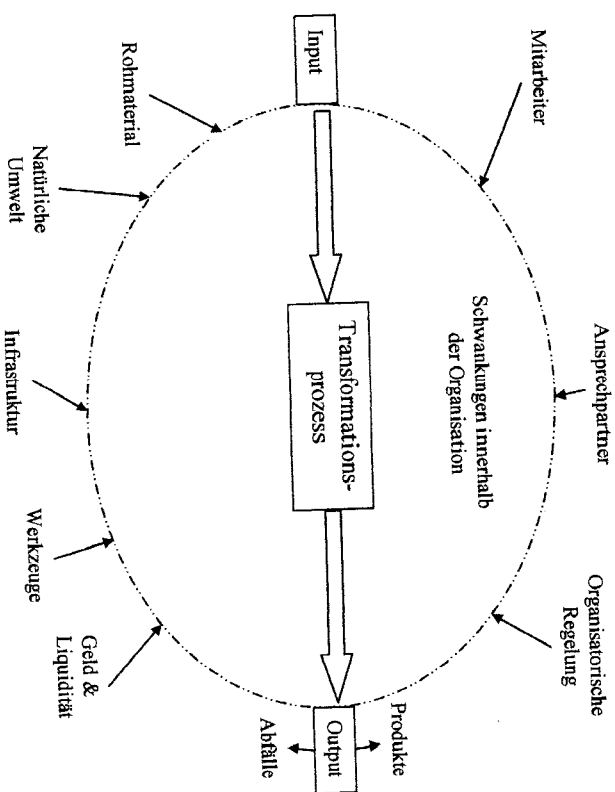 Mitarbeiter
Ansprechpartner
Organisatorische
Regelung
Schwankungen innerhalb
der Organisation
Input
Transformations-
prozess
Output
Produkte
Abfälle
Rohmaterial
Natürliche
Umwelt
Infrastruktur
Werkzeuge
Geld &
Liquidität